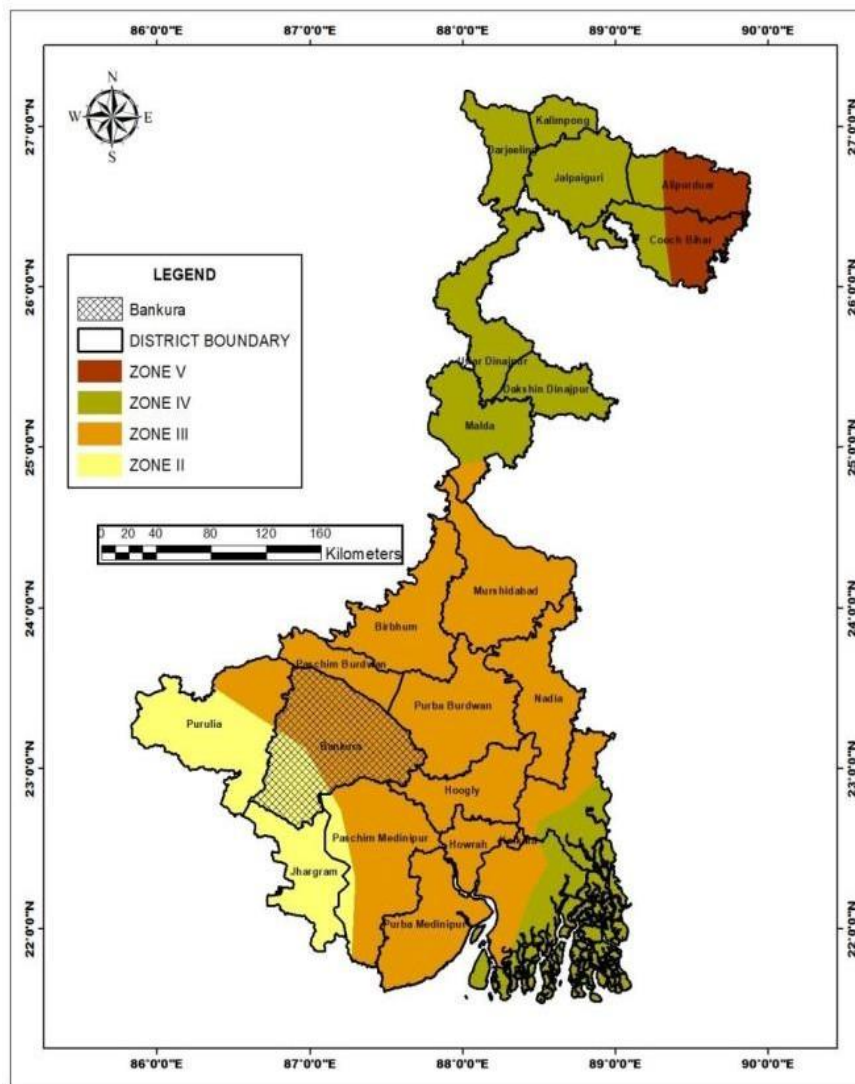 86°0'0"E 87°0'0"E 88°0'0"E 89°0'0"E 90°0'0"E
N
W E
S
27°0'0"N
26°0'0"N
25°0'0"N
24°0'0"N
23°0'0"N
22°0'0"N
27°0'0"N
26°0'0"N
25°0'0"N
24°0'0"N
23°0'0"N
22°0'0"N
Kalimpong
Darjeeling
Jalpaiguri
Alipurduar
Cooch Bihar
LEGEND
Bankura
DISTRICT BOUNDARY
ZONE V
ZONE IV
ZONE III
ZONE II
Uttar Dinajpur
Dakshin Dinajpur
Malda
0 20 40 80 120 160
Kilometers
Murshidabad
Birbhum
Paschim Burdwan
Purba Burdwan
Nadia
Purulia
Bankura
Hoogly
Paschim Medinipur
Howrah
Jhargram
Purba Medinipur
86°0'0"E 87°0'0"E 88°0'0"E 89°0'0"E 90°0'0"E